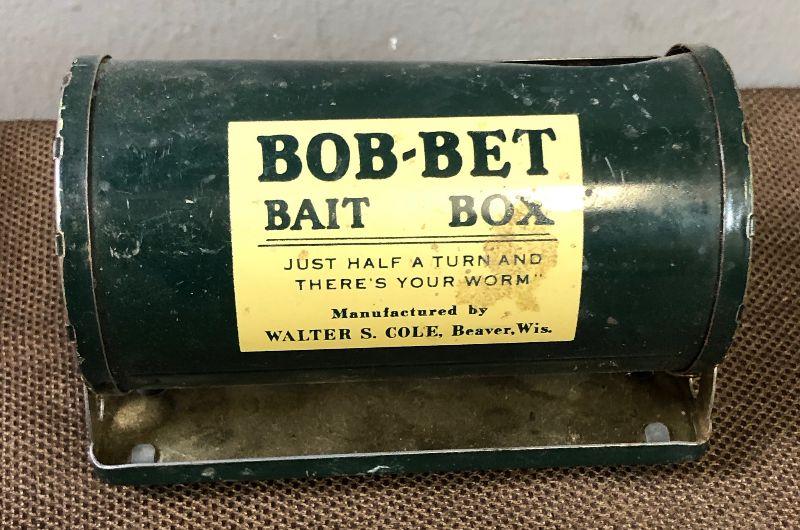 BOB-BET
BAIT BOX
JUST HALF A TURN AND
THERE'S YOUR WORM"
Manufactured by
WALTER S. COLE, Beaver, Wis.